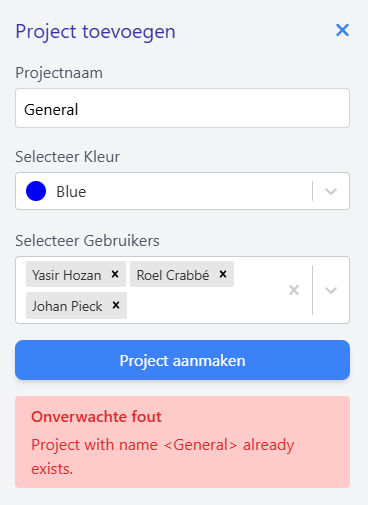 Project toevoegen
Projectnaam
General
Selecteer Kleur
Blue
Selecteer Gebruikers
Yasir Hozan × Roel Crabbé ×
Johan Pieck ×
Project aanmaken
Onverwachte fout
Project with name <General> already
exists.